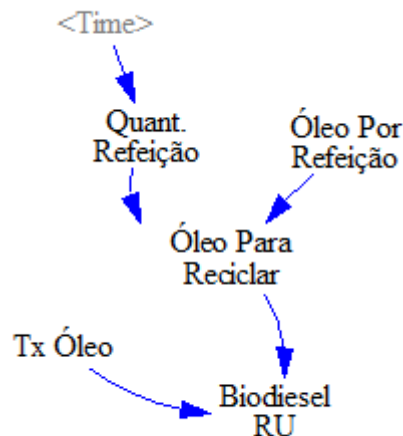 <Time>
Quant.
Refeição
Óleo Por
Refeição
Óleo Para
Reciclar
Tx Óleo
Biodiesel
RU